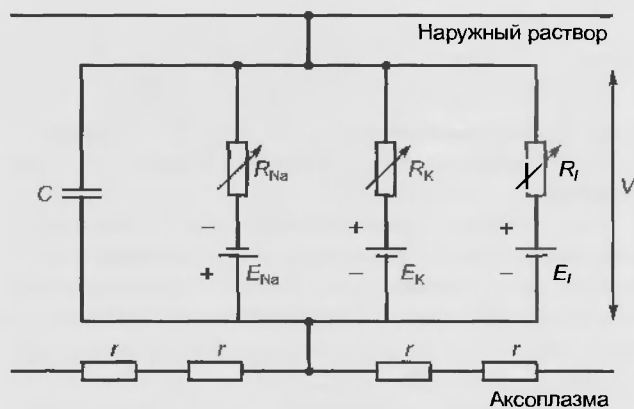 Наружный раствор
C
R_Na
R_K
R_l
V
−
+
+
+
−
−
E_Na
E_K
E_l
r
r
r
r
Аксоплазма